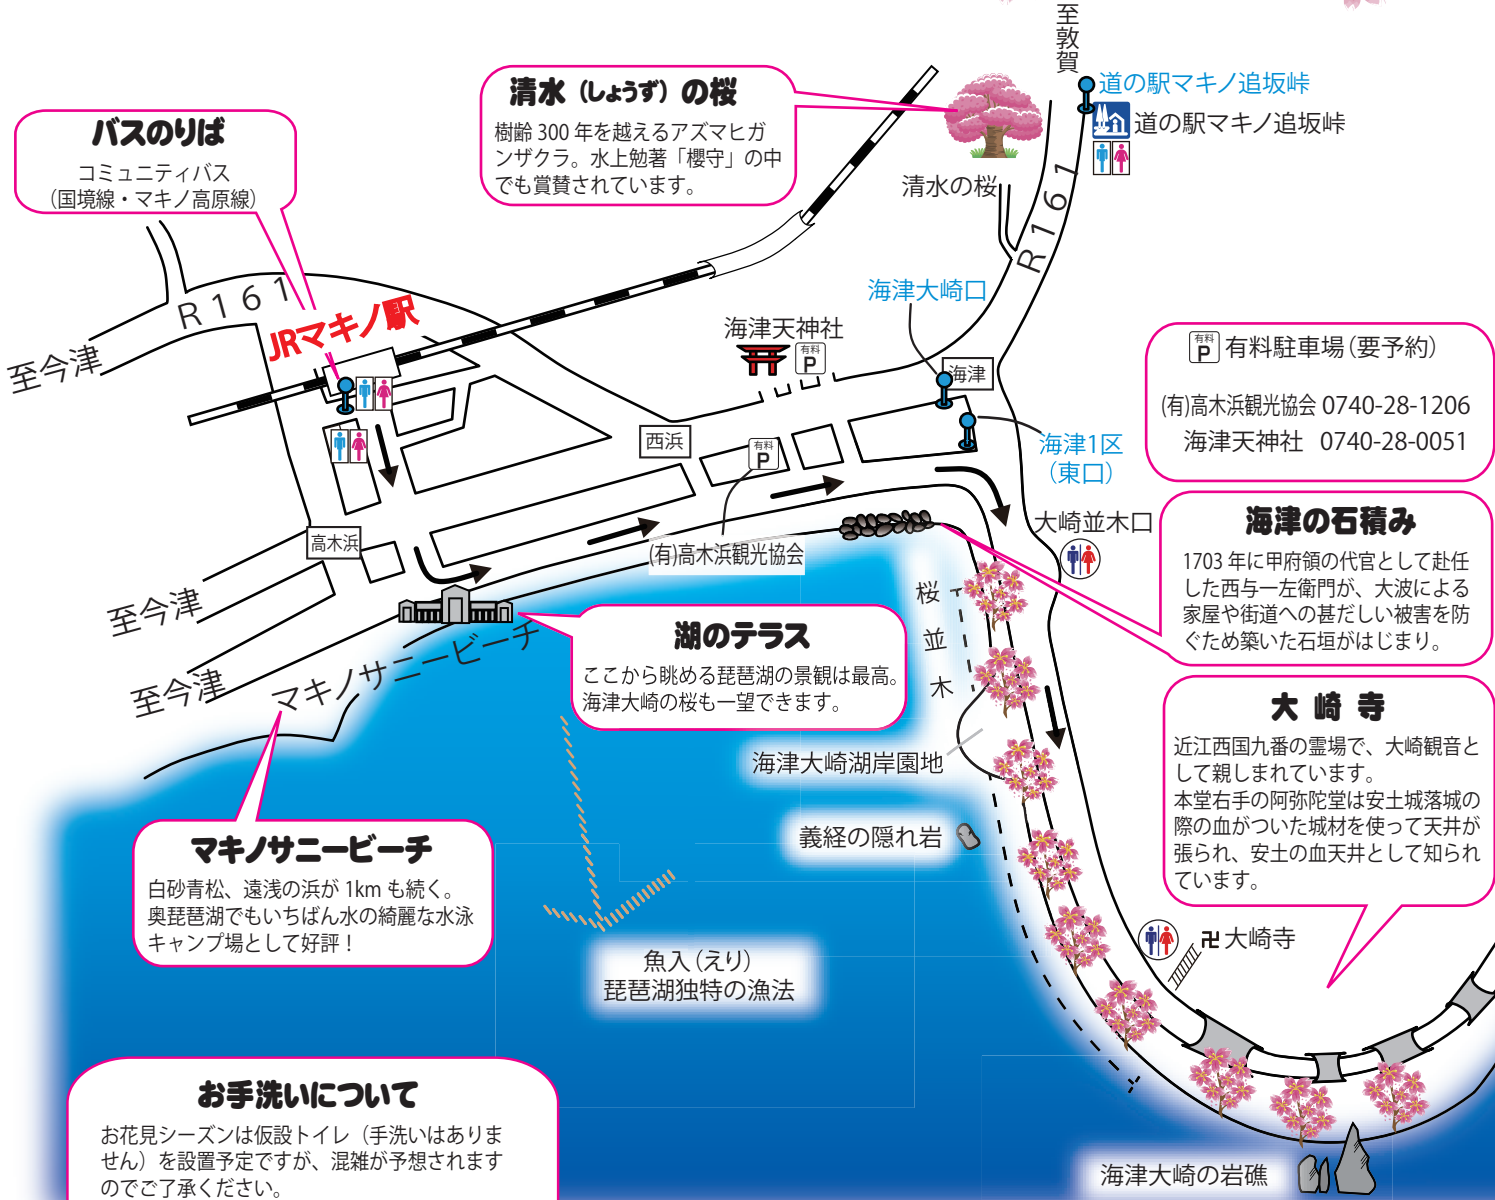 至敦賀
道の駅マキノ追坂峠
道の駅マキノ追坂峠
清水（しょうず）の桜
樹齢 300 年を越えるアズマヒガ
ンザクラ。水上勉著「櫻守」の中
でも賞賛されています。
バスのりば
コミュニティバス
（国境線・マキノ高原線）
清水の桜
R161
R161
海津大崎口
JRマキノ駅
海津天神社
有料
P
至今津
海津
有料
P
有料駐車場（要予約）
(有)高木浜観光協会 0740-28-1206
海津天神社 0740-28-0051
西浜
有料
P
海津1区
（東口）
高木浜
(有)高木浜観光協会
大崎並木口
海津の石積み
1703 年に甲府領の代官として赴任
した西与一左衛門が、大波による
家屋や街道への甚だしい被害を防
ぐため築いた石垣がはじまり。
至今津
桜並木
湖のテラス
ここから眺める琵琶湖の景観は最高。
海津大崎の桜も一望できます。
至今津
マキノサニービーチ
大崎寺
近江西国九番の霊場で、大崎観音と
して親しまれています。
本堂右手の阿弥陀堂は安土城落城の
際の血がついた城材を使って天井が
張られ、安土の血天井として知られ
ています。
海津大崎湖岸園地
義経の隠れ岩
マキノサニービーチ
白砂青松、遠浅の浜が 1km も続く。
奥琵琶湖でもいちばん水の綺麗な水泳
キャンプ場として好評！
卍大崎寺
魚入（えり）
琵琶湖独特の漁法
お手洗いについて
お花見シーズンは仮設トイレ（手洗いはありま
せん）を設置予定ですが、混雑が予想されます
のでご了承ください。
海津大崎の岩礁